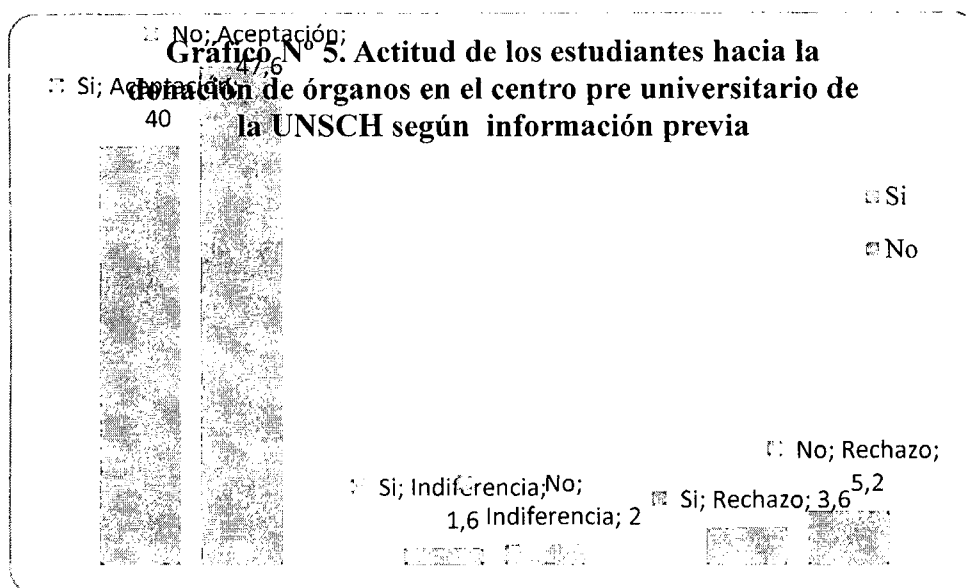 Gráfico Nº 5. Actitud de los estudiantes hacia la
donación de órganos en el centro pre universitario de
la UNSCH según información previa
No; Aceptación;
47,6
Si; Aceptación;
40
Si
No
Si; Indiferencia;
1,6
No;
Indiferencia; 2
Si; Rechazo; 3,6
No; Rechazo;
5,2